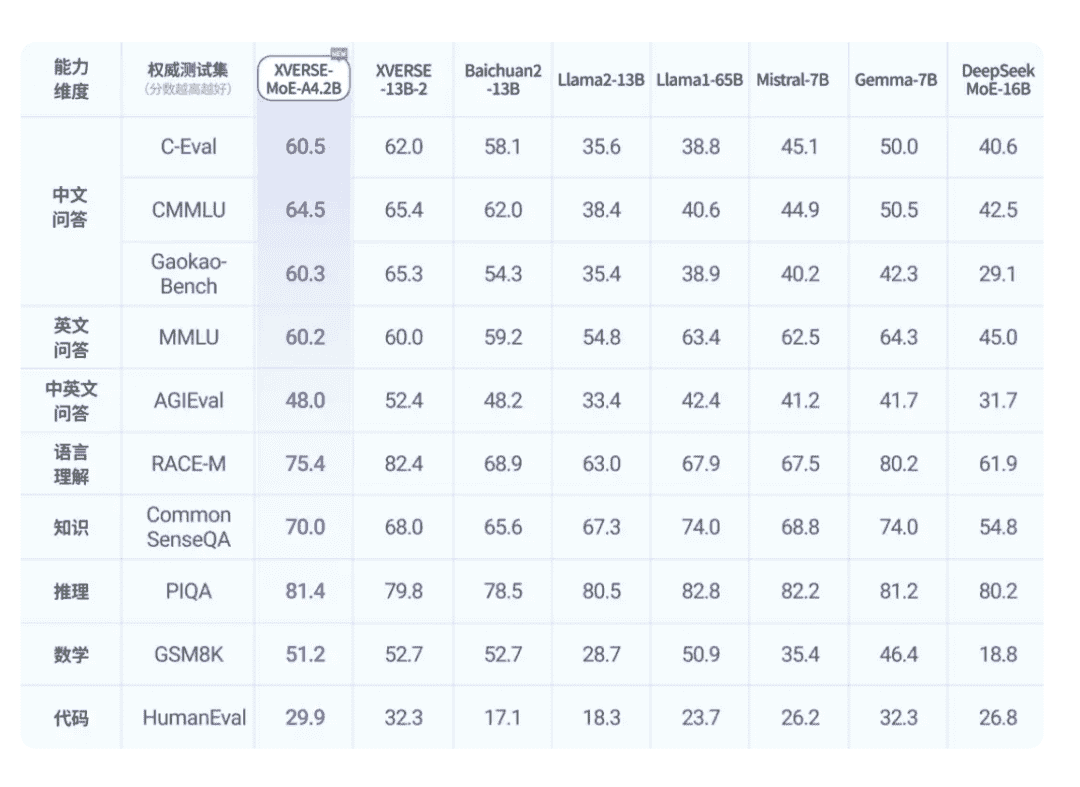 能力
维度
权威测试集
（分数越高越好）
NEW
XVERSE-
MoE-A4.2B
XVERSE
-13B-2
Baichuan2
-13B
Llama2-13B
Llama1-65B
Mistral-7B
Gemma-7B
DeepSeek
MoE-16B
中文
问答
C-Eval 60.5 62.0 58.1 35.6 38.8 45.1 50.0 40.6
CMMLU 64.5 65.4 62.0 38.4 40.6 44.9 50.5 42.5
Gaokao-
Bench
60.3 65.3 54.3 35.4 38.9 40.2 42.3 29.1
英文
问答
MMLU 60.2 60.0 59.2 54.8 63.4 62.5 64.3 45.0
中英文
问答
AGIEval 48.0 52.4 48.2 33.4 42.4 41.2 41.7 31.7
语言
理解
RACE-M 75.4 82.4 68.9 63.0 67.9 67.5 80.2 61.9
知识
Common
SenseQA
70.0 68.0 65.6 67.3 74.0 68.8 74.0 54.8
推理 PIQA 81.4 79.8 78.5 80.5 82.8 82.2 81.2 80.2
数学 GSM8K 51.2 52.7 52.7 28.7 50.9 35.4 46.4 18.8
代码 HumanEval 29.9 32.3 17.1 18.3 23.7 26.2 32.3 26.8